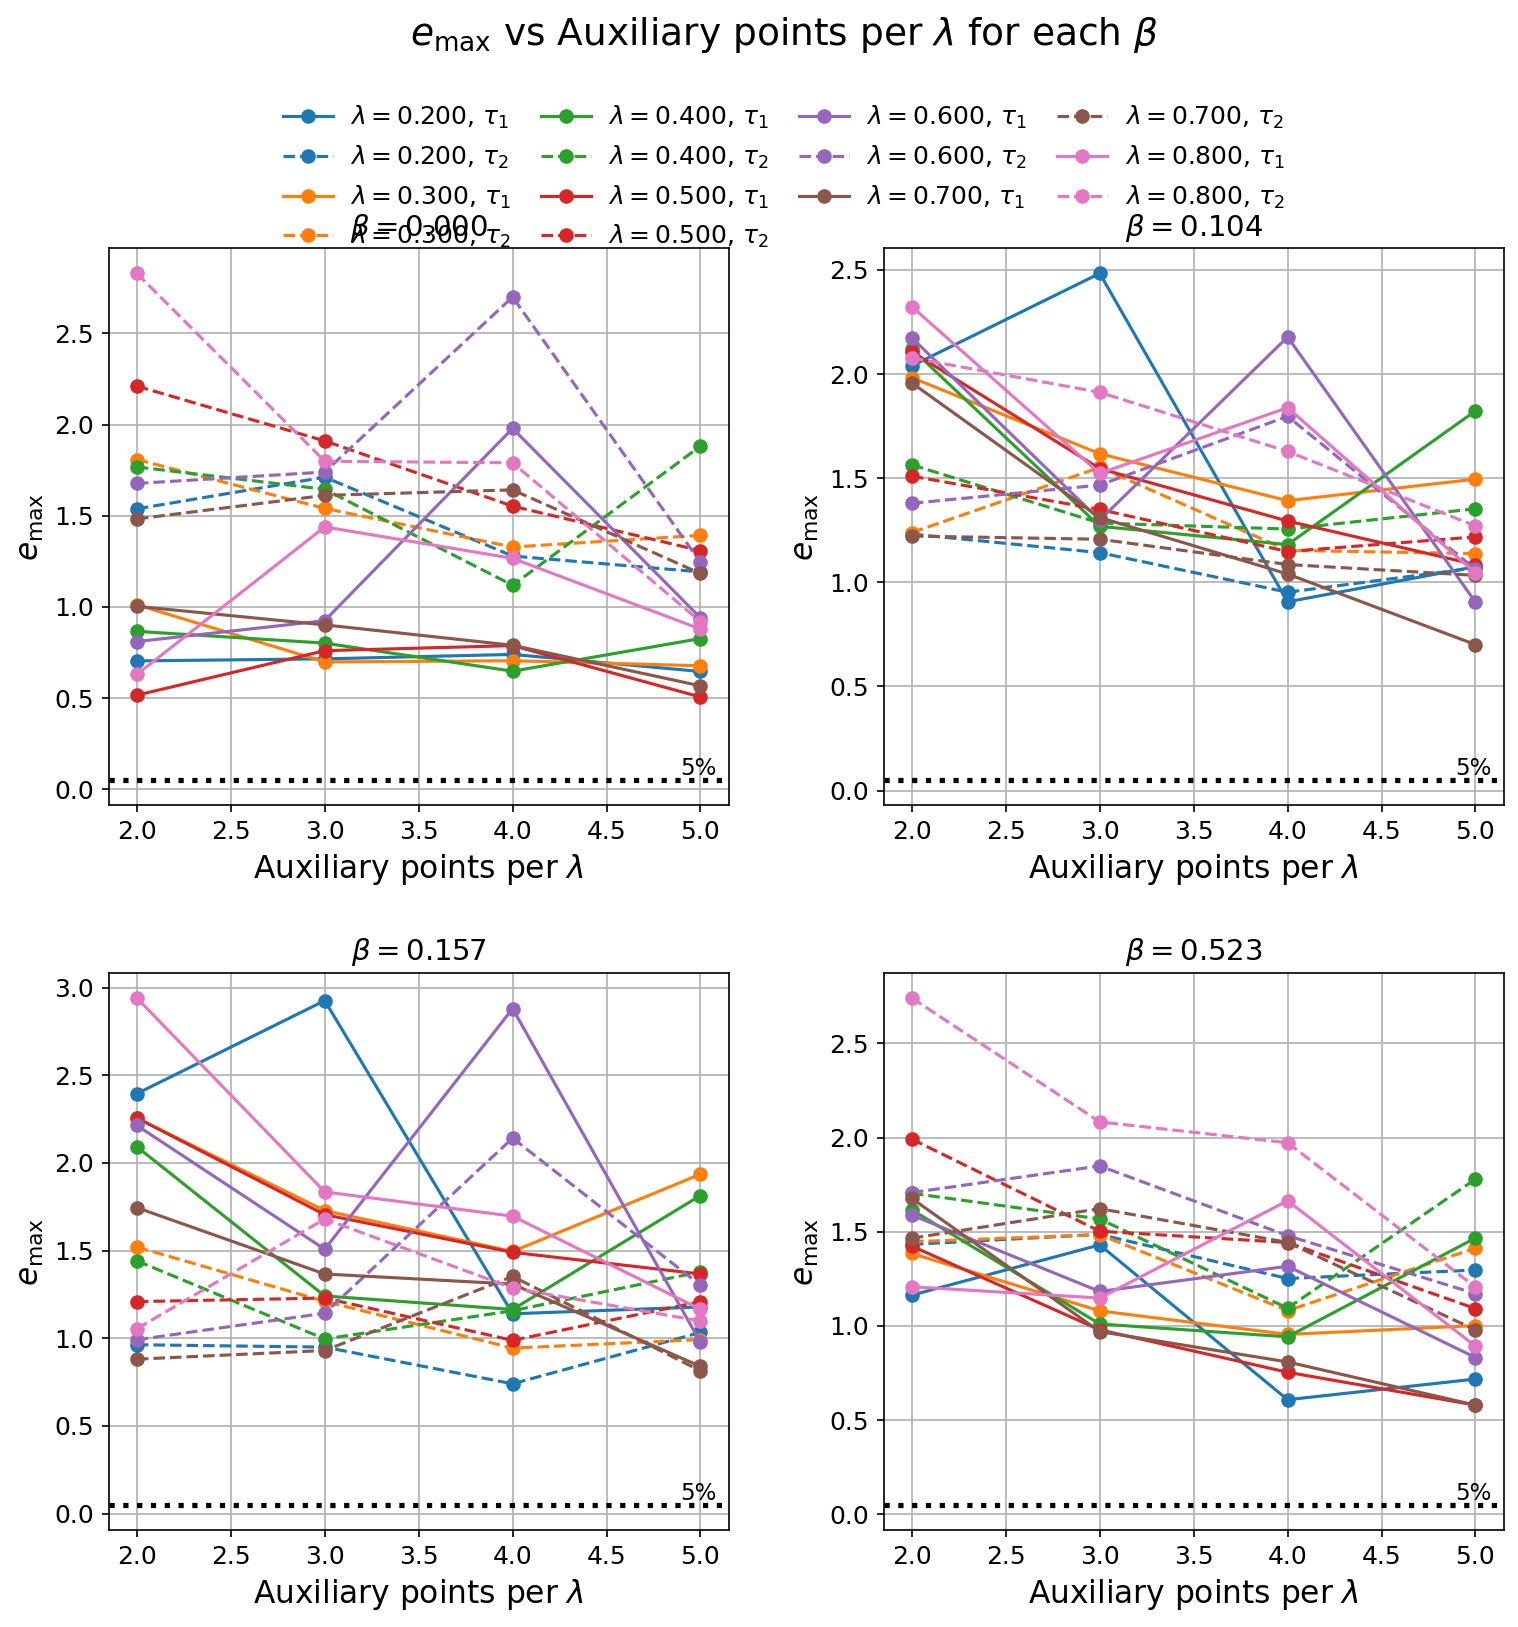 e_max vs Auxiliary points per λ for each β
λ = 0.200, τ₁ λ = 0.400, τ₁ λ = 0.600, τ₁ λ = 0.700, τ₂
λ = 0.200, τ₂ λ = 0.400, τ₂ λ = 0.600, τ₂ λ = 0.800, τ₁
λ = 0.300, τ₁ λ = 0.500, τ₁ λ = 0.700, τ₁ λ = 0.800, τ₂
λ = 0.300, τ₂ λ = 0.500, τ₂
β = 0.000
e_max
2.5
2.0
1.5
1.0
0.5
0.0
5%
2.0 2.5 3.0 3.5 4.0 4.5 5.0
Auxiliary points per λ
β = 0.104
e_max
2.5
2.0
1.5
1.0
0.5
0.0
5%
2.0 2.5 3.0 3.5 4.0 4.5 5.0
Auxiliary points per λ
β = 0.157
e_max
3.0
2.5
2.0
1.5
1.0
0.5
0.0
5%
2.0 2.5 3.0 3.5 4.0 4.5 5.0
Auxiliary points per λ
β = 0.523
e_max
2.5
2.0
1.5
1.0
0.5
0.0
5%
2.0 2.5 3.0 3.5 4.0 4.5 5.0
Auxiliary points per λ